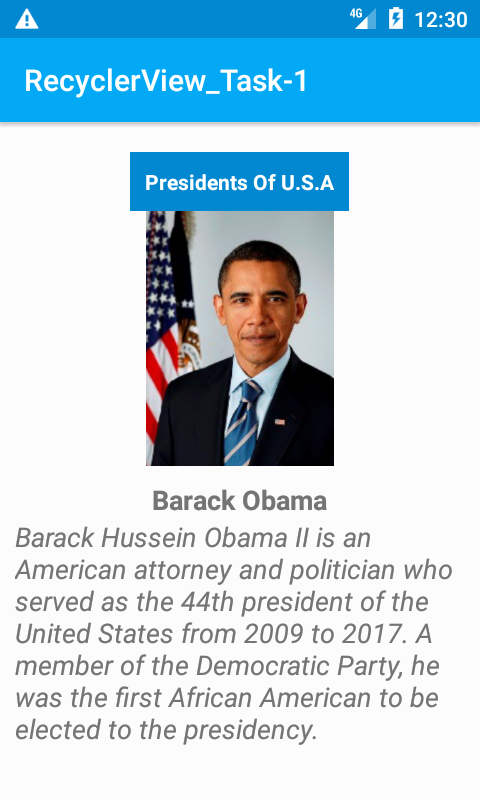 4G 12:30
RecyclerView_Task-1
Presidents Of U.S.A
Barack Obama
Barack Hussein Obama II is an
American attorney and politician who
served as the 44th president of the
United States from 2009 to 2017. A
member of the Democratic Party, he
was the first African American to be
elected to the presidency.